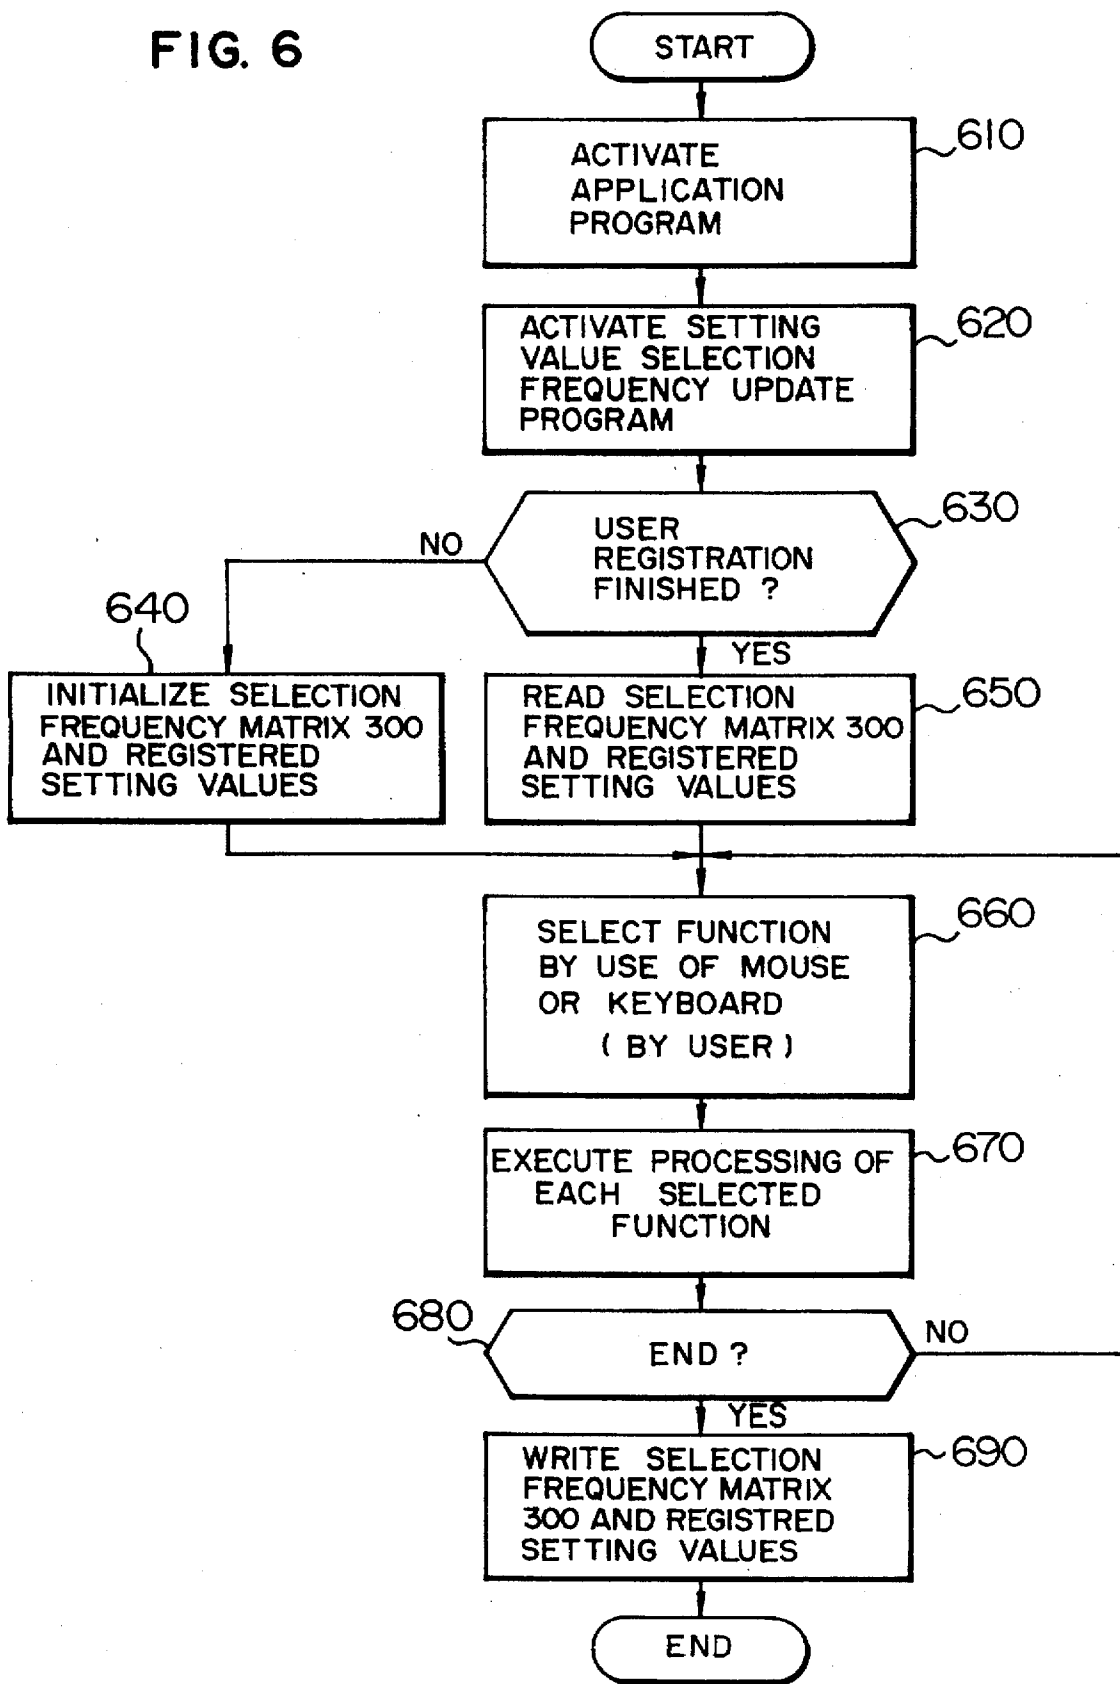 FIG. 6
START
610
ACTIVATE
APPLICATION
PROGRAM
620
ACTIVATE SETTING
VALUE SELECTION
FREQUENCY UPDATE
PROGRAM
630
USER
REGISTRATION
FINISHED ?
NO
YES
640
INITIALIZE SELECTION
FREQUENCY MATRIX 300
AND REGISTERED
SETTING VALUES
650
READ SELECTION
FREQUENCY MATRIX 300
AND REGISTERED
SETTING VALUES
660
SELECT FUNCTION
BY USE OF MOUSE
OR KEYBOARD
( BY USER )
670
EXECUTE PROCESSING OF
EACH SELECTED
FUNCTION
680
END ?
NO
YES
690
WRITE SELECTION
FREQUENCY MATRIX
300 AND REGISTRED
SETTING VALUES
END